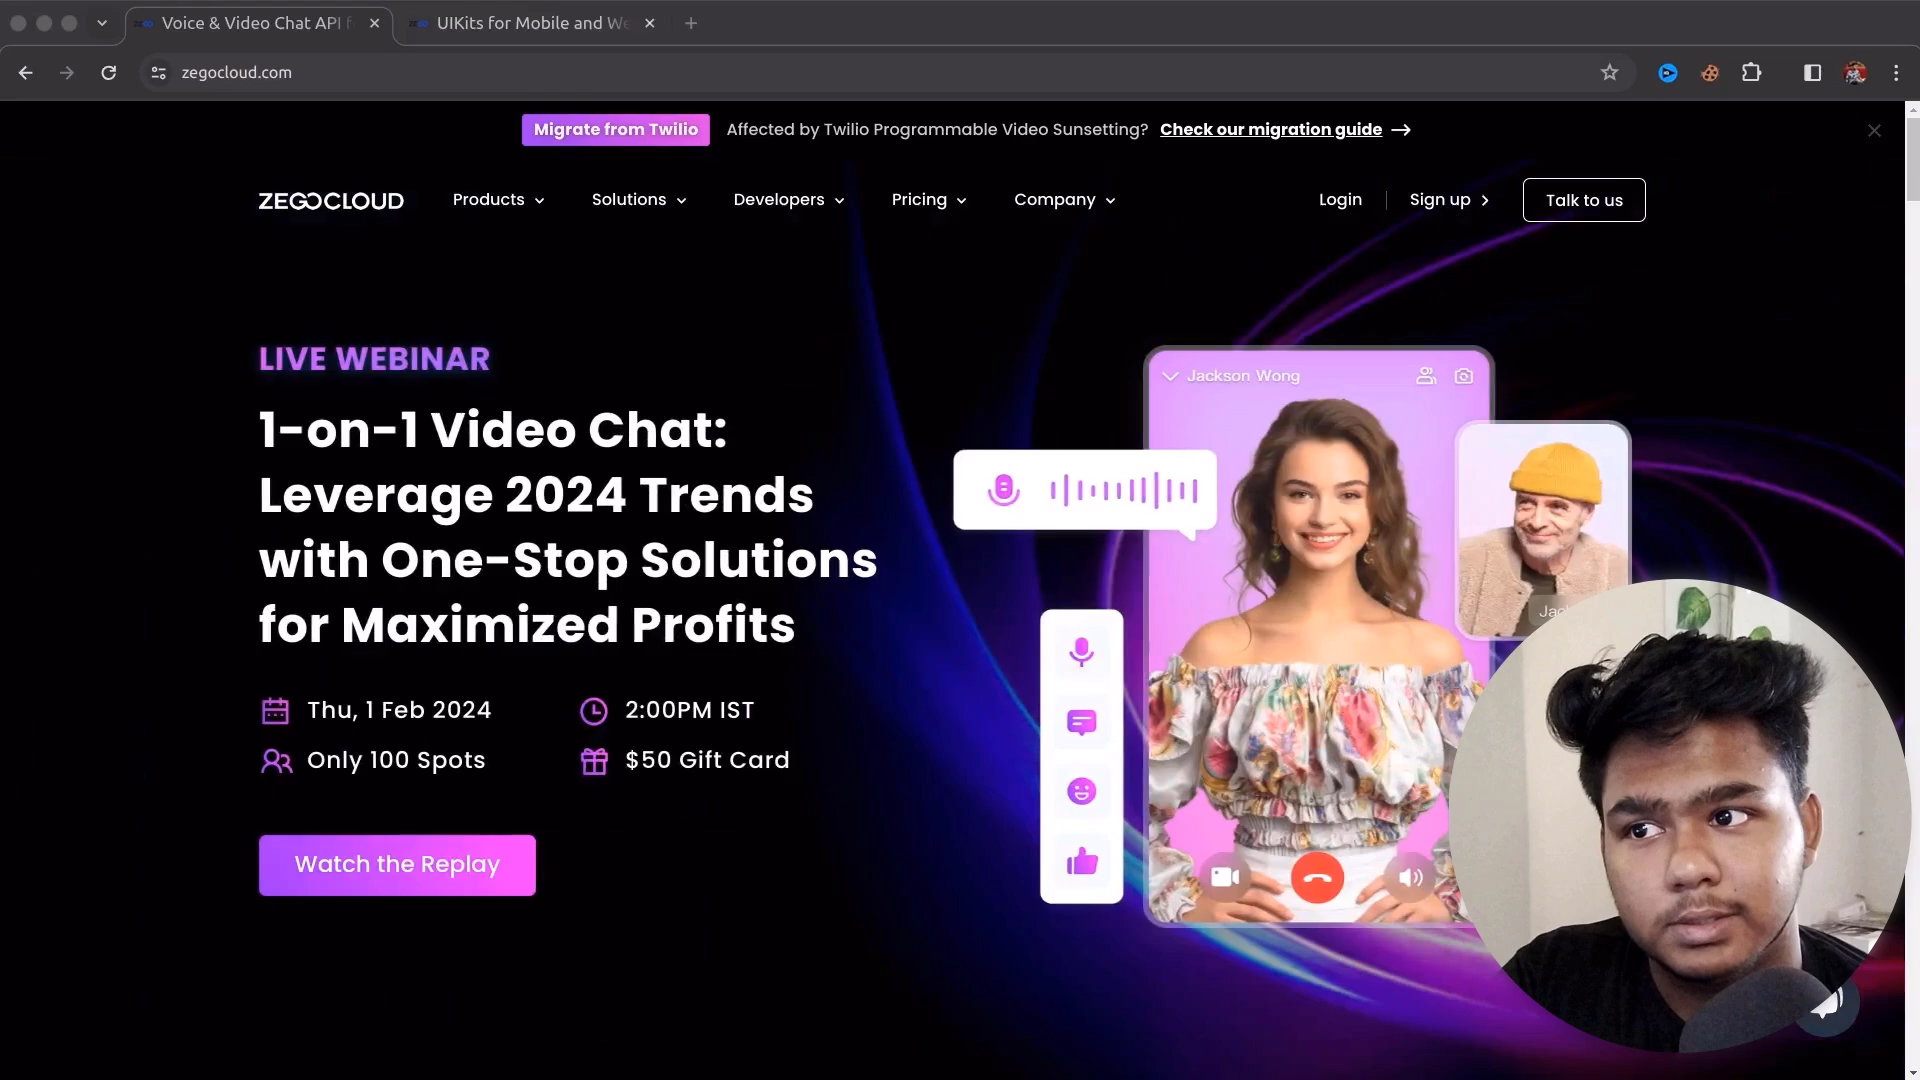 Voice & Video Chat API f
UIKits for Mobile and We
zegocloud.com
Migrate from Twilio Affected by Twilio Programmable Video Sunsetting? Check our migration guide
ZEGOCLOUD Products Solutions Developers Pricing Company Login Sign up Talk to us
LIVE WEBINAR
1-on-1 Video Chat:
Leverage 2024 Trends
with One-Stop Solutions
for Maximized Profits
Thu, 1 Feb 2024 2:00PM IST
Only 100 Spots $50 Gift Card
Watch the Replay
Jackson Wong